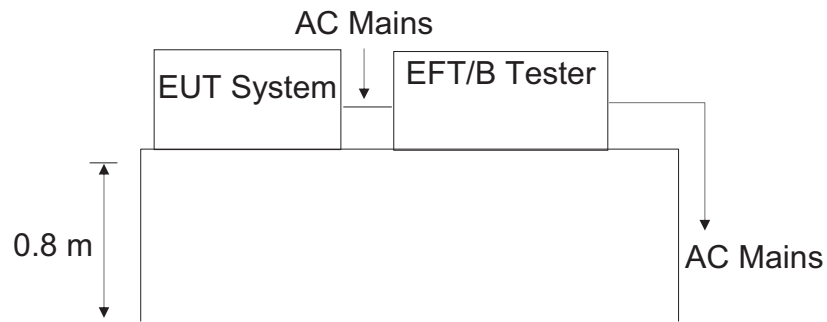 AC Mains
EUT System
EFT/B Tester
0.8 m
AC Mains